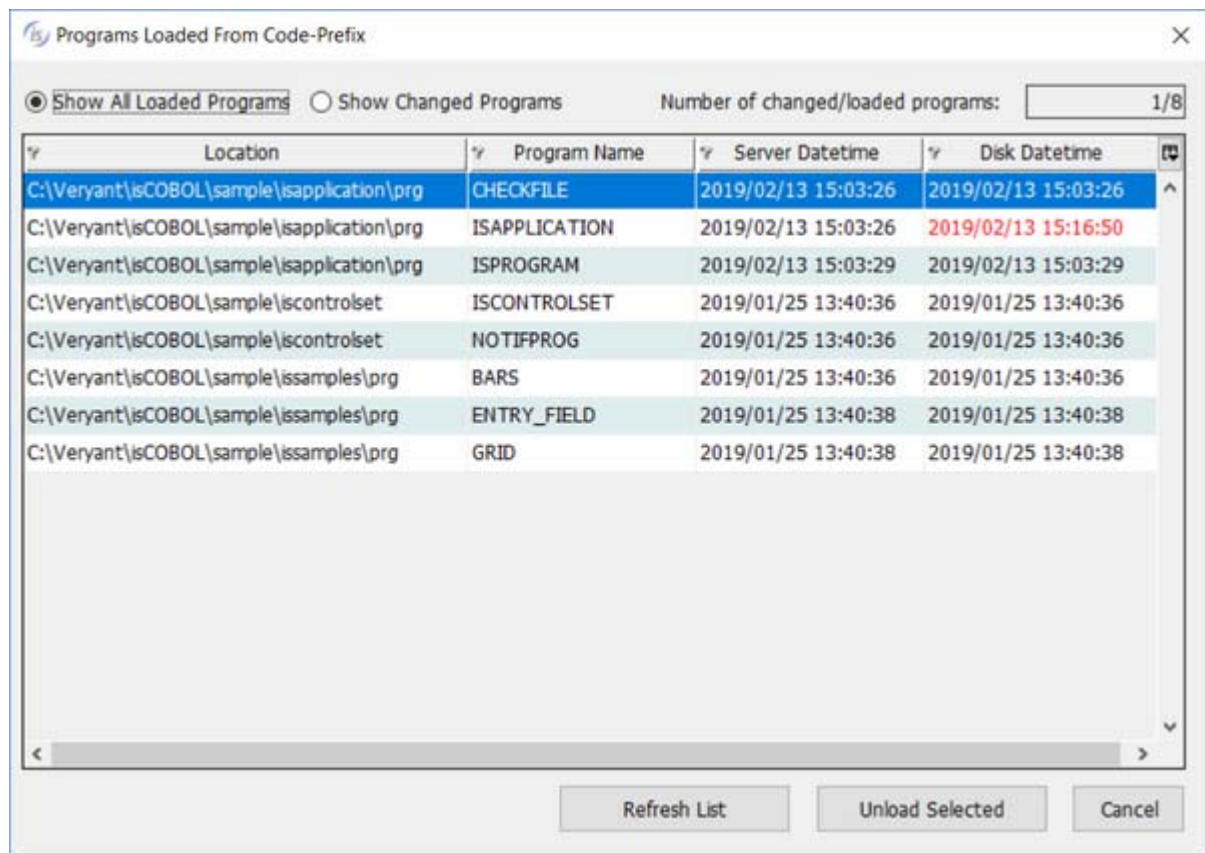 is Programs Loaded From Code-Prefix
Show All Loaded Programs Show Changed Programs Number of changed/loaded programs: 1/8
Location Program Name Server Datetime Disk Datetime
C:\Veryant\isCOBOL\sample\isapplication\prg CHECKFILE 2019/02/13 15:03:26 2019/02/13 15:03:26
C:\Veryant\isCOBOL\sample\isapplication\prg ISAPPLICATION 2019/02/13 15:03:26 2019/02/13 15:16:50
C:\Veryant\isCOBOL\sample\isapplication\prg ISPROGRAM 2019/02/13 15:03:29 2019/02/13 15:03:29
C:\Veryant\isCOBOL\sample\iscontrolset ISCONTROLSET 2019/01/25 13:40:36 2019/01/25 13:40:36
C:\Veryant\isCOBOL\sample\iscontrolset NOTIFPROG 2019/01/25 13:40:36 2019/01/25 13:40:36
C:\Veryant\isCOBOL\sample\issamples\prg BARS 2019/01/25 13:40:36 2019/01/25 13:40:36
C:\Veryant\isCOBOL\sample\issamples\prg ENTRY_FIELD 2019/01/25 13:40:38 2019/01/25 13:40:38
C:\Veryant\isCOBOL\sample\issamples\prg GRID 2019/01/25 13:40:38 2019/01/25 13:40:38
Refresh List Unload Selected Cancel